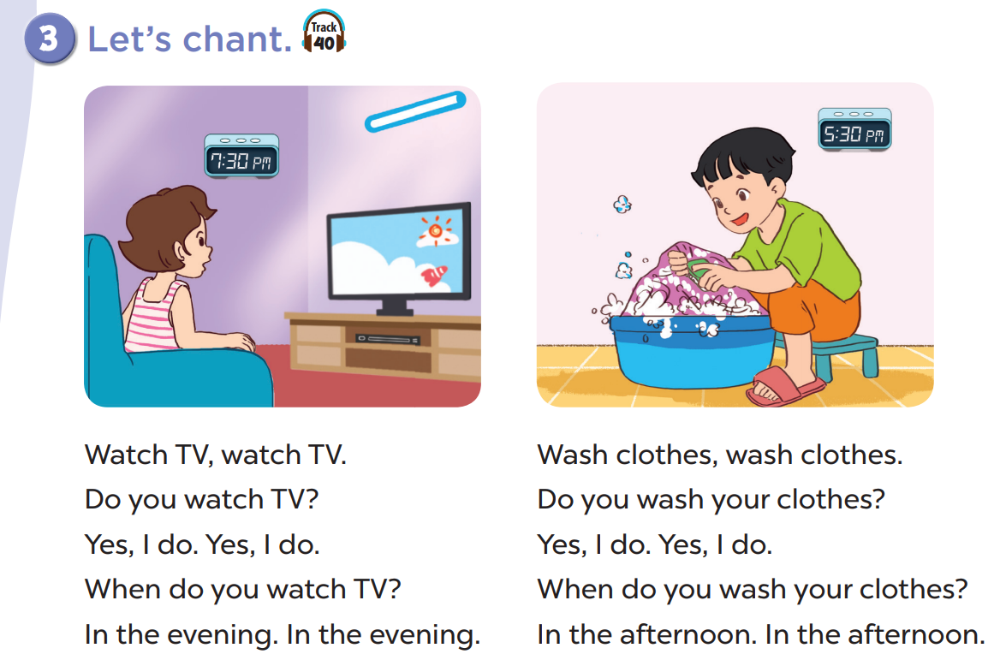 3 Let's chant. Track 40
7:30 PM
5:30 PM
Watch TV, watch TV.
Do you watch TV?
Yes, I do. Yes, I do.
When do you watch TV?
In the evening. In the evening.
Wash clothes, wash clothes.
Do you wash your clothes?
Yes, I do. Yes, I do.
When do you wash your clothes?
In the afternoon. In the afternoon.